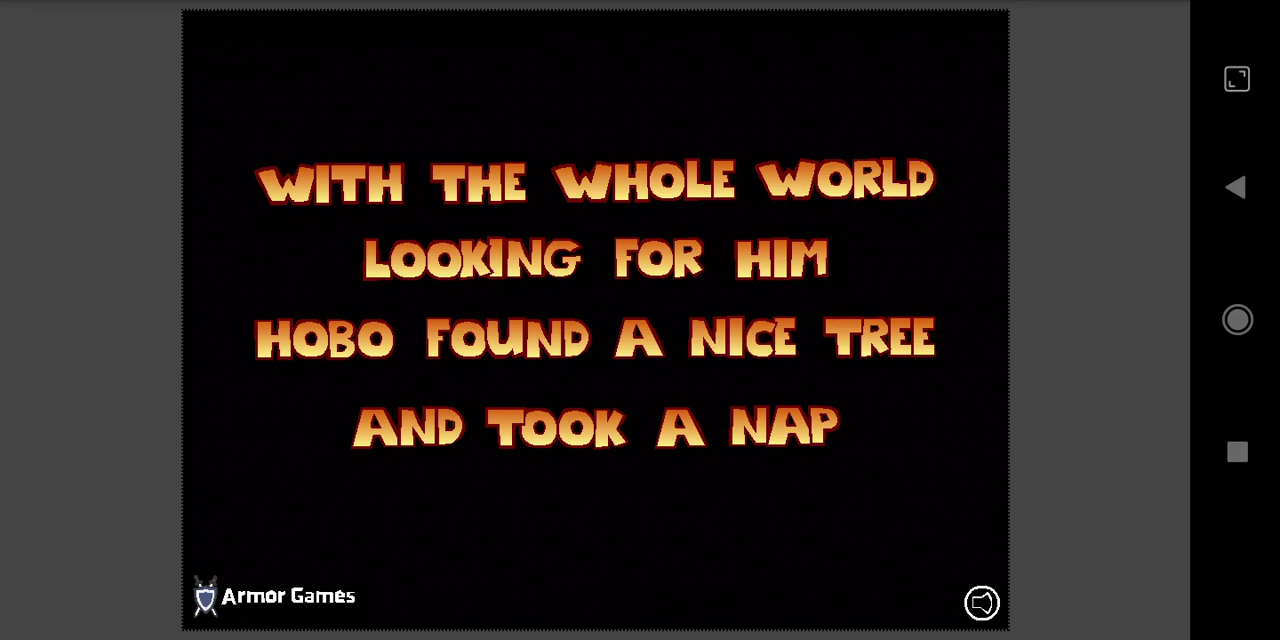 WITH THE WHOLE WORLD
LOOKING FOR HIM
HOBO FOUND A NICE TREE
AND TOOK A NAP
Armor Games